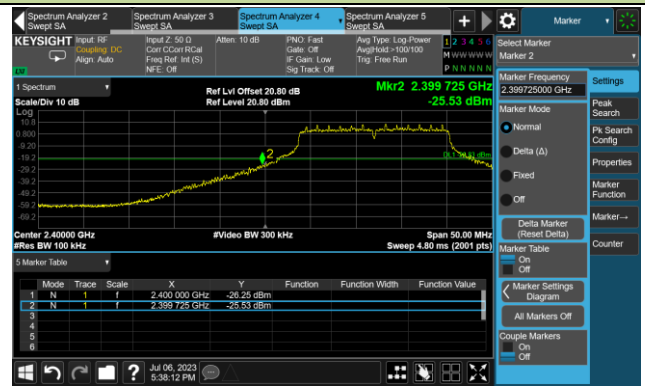 Spectrum Analyzer 2
Swept SA
Spectrum Analyzer 3
Swept SA
Spectrum Analyzer 4
Swept SA
Spectrum Analyzer 5
Swept SA
+
Marker
KEYSIGHT
Input: RF
Coupling: DC
Align: Auto
Input Z: 50 Ω
Corr CCorr RCal
Freq Ref: Int (S)
NFE: Off
Atten: 10 dB
PNO: Fast
Gate: Off
IF Gain: Low
Sig Track: Off
Avg Type: Log-Power
Avg|Hold:>100/100
Trig: Free Run
1 2 3 4 5 6
M W W W W W
P N N N N N
Select Marker
Marker 2
LW
1 Spectrum
Scale/Div 10 dB
Log
Ref Lvl Offset 20.80 dB
Ref Level 20.80 dBm
Mkr2 2.399 725 GHz
-25.53 dBm
10.8
0.800
-9.20
-19.2
-29.2
-39.2
-49.2
-59.2
-69.2
2
Center 2.40000 GHz
#Res BW 100 kHz
#Video BW 300 kHz
Span 50.00 MHz
Sweep 4.80 ms (2001 pts)
5 Marker Table
Mode Trace Scale X Y Function Function Width Function Value
1 N 1 f 2.400 000 GHz -26.25 dBm
2 N 1 f 2.399 725 GHz -25.53 dBm
3
4
5
6
Marker Frequency
2.399725000 GHz
Marker Mode
Normal
Delta (Δ)
Fixed
Off
Delta Marker
(Reset Delta)
Marker Table
On
Off
Marker Settings
Diagram
All Markers Off
Couple Markers
On
Off
Settings
Peak
Search
Pk Search
Config
Properties
Marker
Function
Marker→
Counter
?
Jul 06, 2023
5:38:12 PM